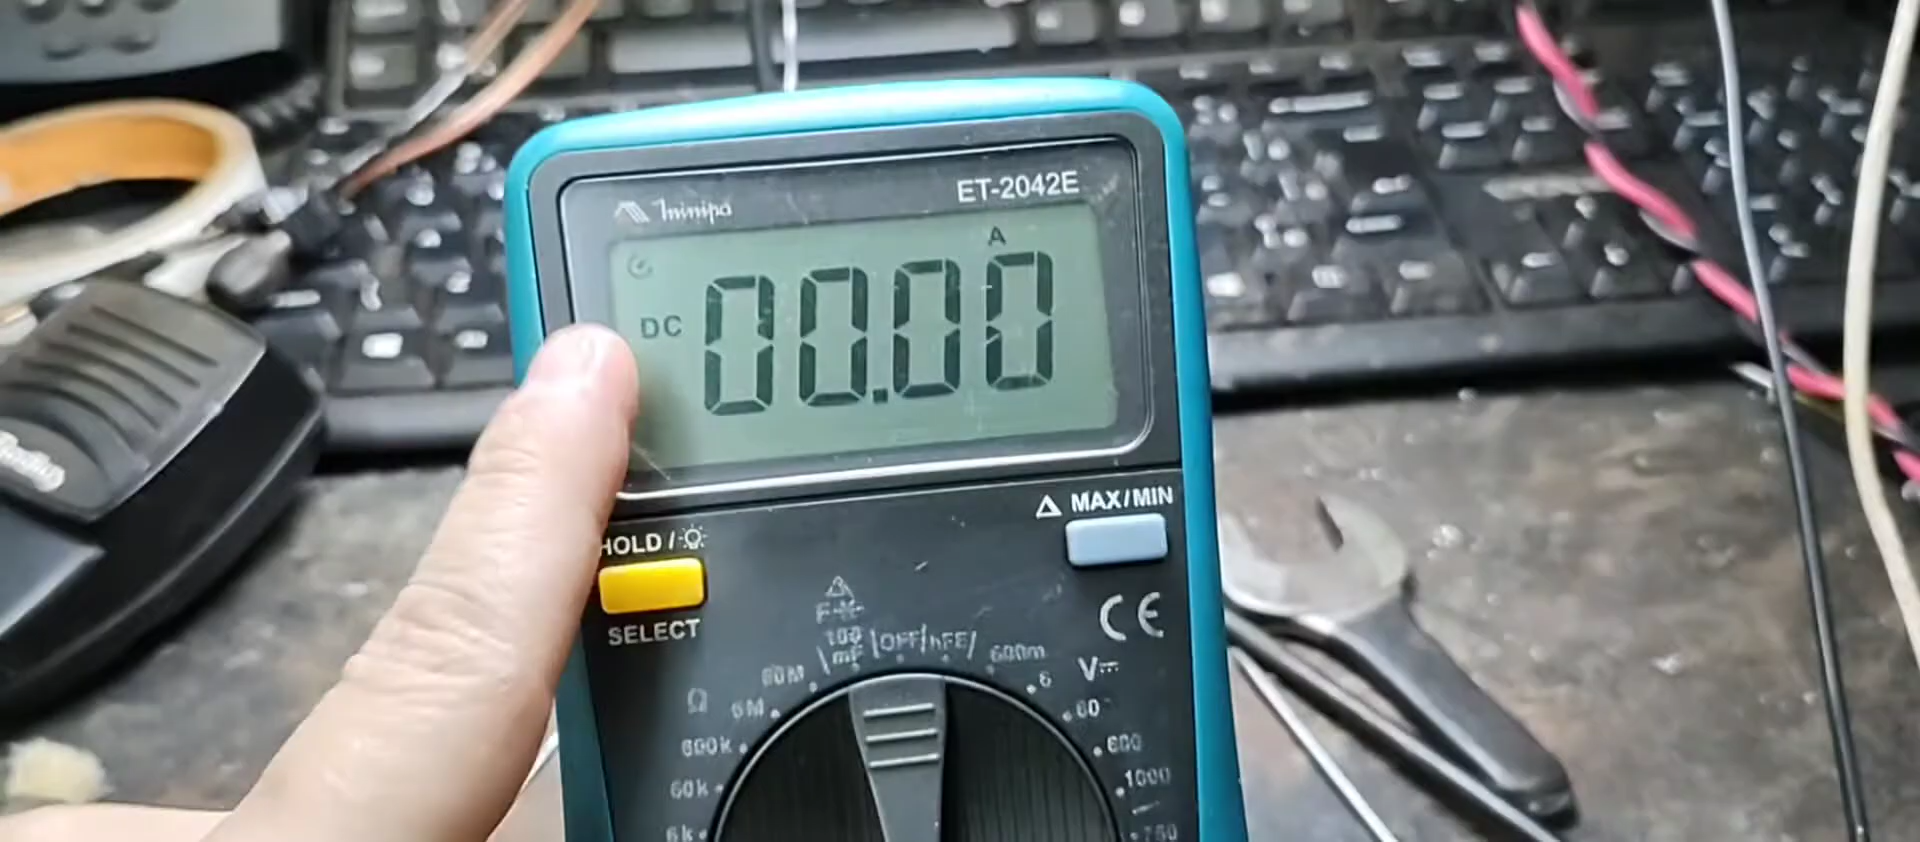 Minipa
ET-2042E
A
DC 00.00
HOLD /
MAX/MIN
SELECT
CE
F
100
mF
OFF
hFE
600m
V
6
60
600
1000
750
Ω
60M
6M
600k
60k
6k